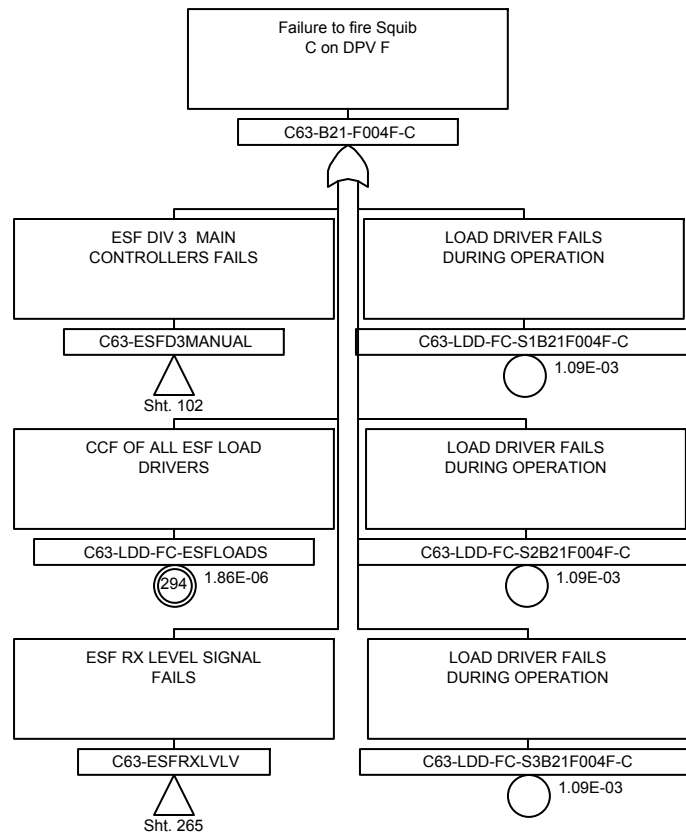 Failure to fire Squib
C on DPV F
C63-B21-F004F-C
ESF DIV 3 MAIN
CONTROLLERS FAILS
C63-ESFD3MANUAL
Sht. 102
LOAD DRIVER FAILS
DURING OPERATION
C63-LDD-FC-S1B21F004F-C
1.09E-03
CCF OF ALL ESF LOAD
DRIVERS
C63-LDD-FC-ESFLOADS
294
1.86E-06
LOAD DRIVER FAILS
DURING OPERATION
C63-LDD-FC-S2B21F004F-C
1.09E-03
ESF RX LEVEL SIGNAL
FAILS
C63-ESFRXLVLV
Sht. 265
LOAD DRIVER FAILS
DURING OPERATION
C63-LDD-FC-S3B21F004F-C
1.09E-03